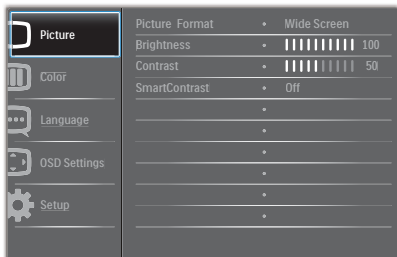 Picture
Color
Language
OSD Settings
Setup
Picture Format • Wide Screen
Brightness • 100
Contrast • 50
SmartContrast • Off
•
•
•
•
•